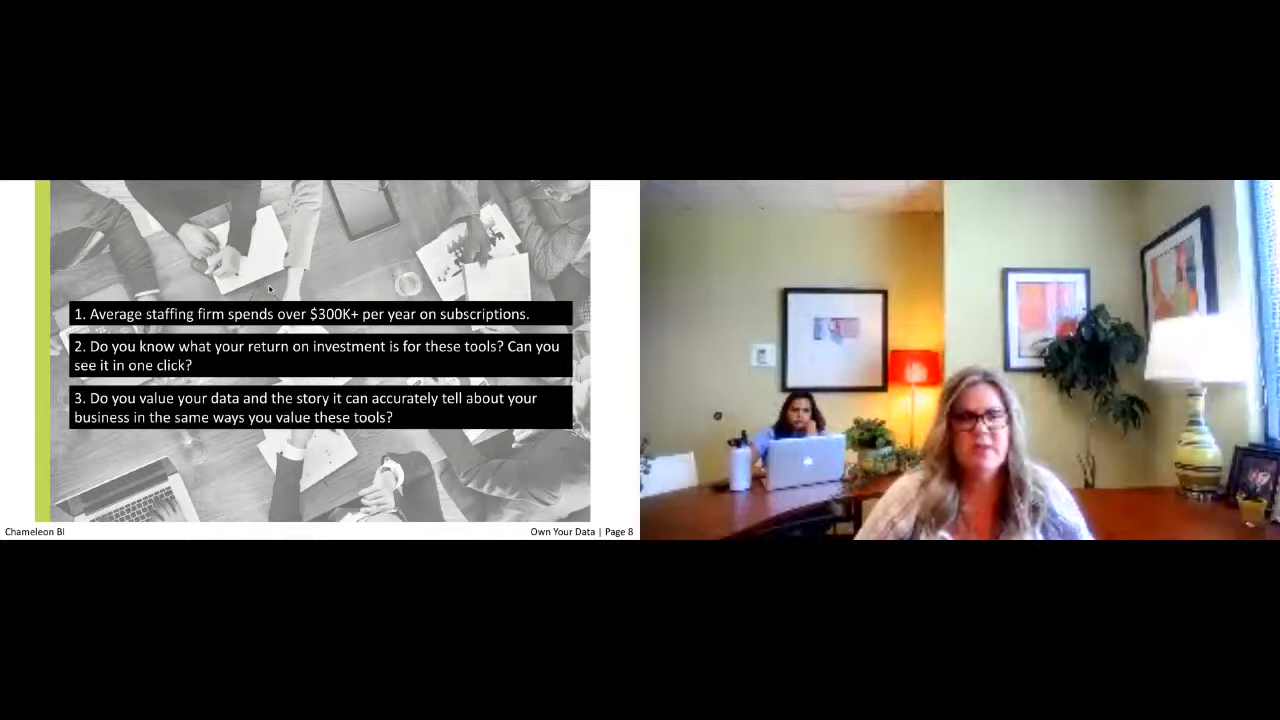 1. Average staffing firm spends over $300K+ per year on subscriptions.
2. Do you know what your return on investment is for these tools? Can you
see it in one click?
3. Do you value your data and the story it can accurately tell about your
business in the same ways you value these tools?
Chameleon BI
Own Your Data | Page 8